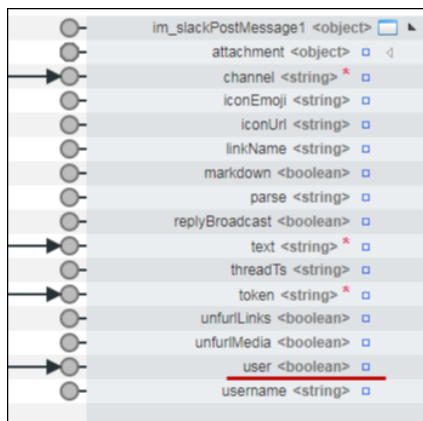 im_slackPostMessage1 <object>
attachment <object>
channel <string> *
iconEmoji <string>
iconUrl <string>
linkName <string>
markdown <boolean>
parse <string>
replyBroadcast <boolean>
text <string> *
threadTs <string>
token <string> *
unfurlLinks <boolean>
unfurlMedia <boolean>
user <boolean>
username <string>